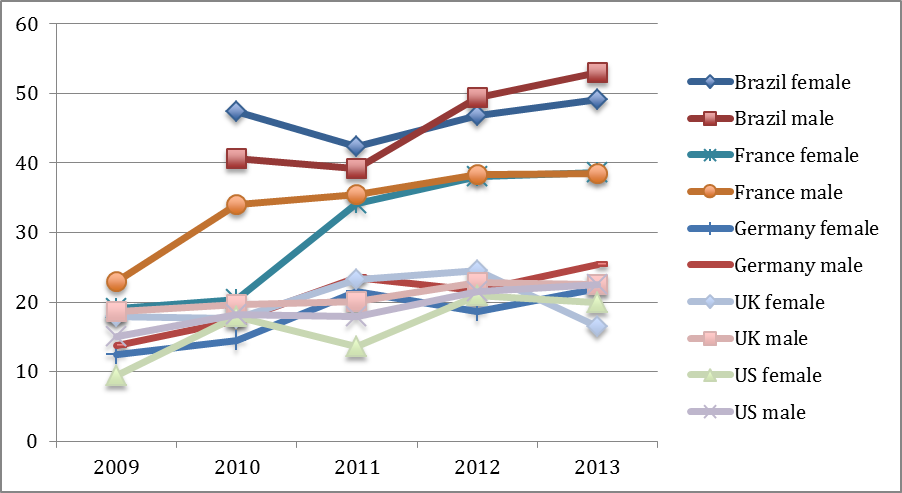 60
50
40
30
20
10
0
2009 2010 2011 2012 2013
Brazil female
Brazil male
France female
France male
Germany female
Germany male
UK female
UK male
US female
US male